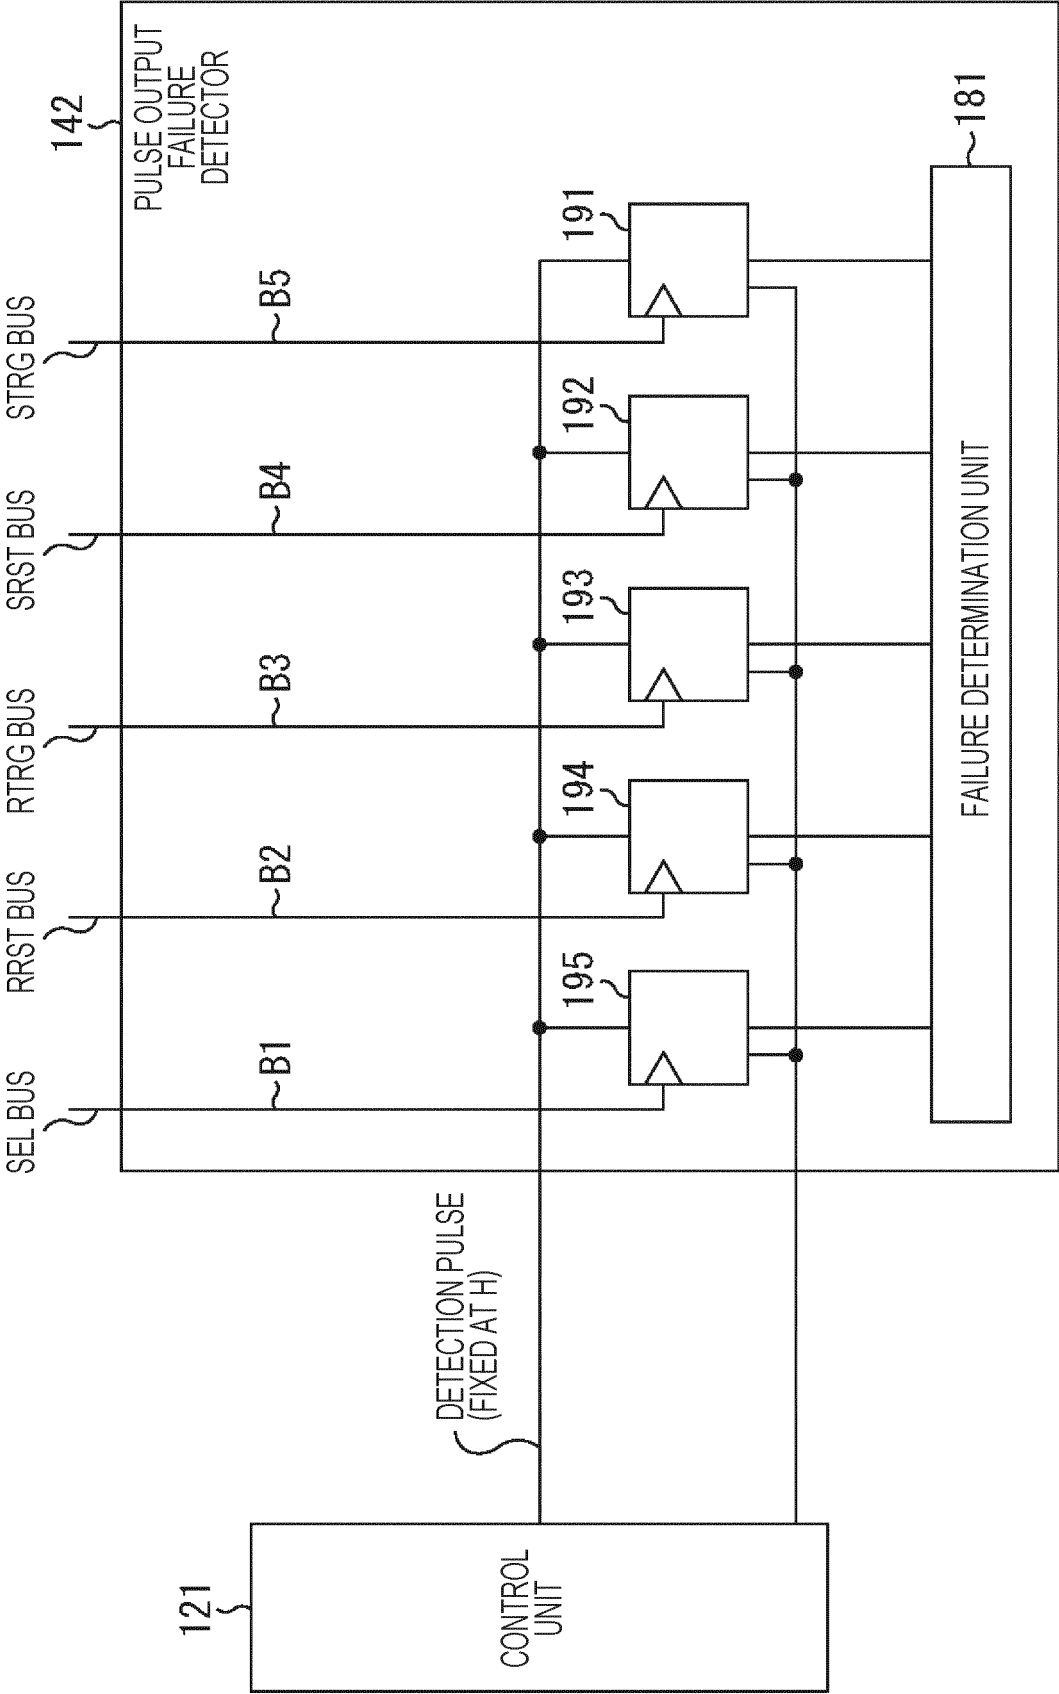 SEL BUS
RRST BUS
RTRG BUS
SRST BUS
STRG BUS
142
PULSE OUTPUT
FAILURE
DETECTOR
121
B1
B2
B3
B4
B5
DETECTION PULSE
(FIXED AT H)
CONTROL
UNIT
195
194
193
192
191
181
FAILURE DETERMINATION UNIT